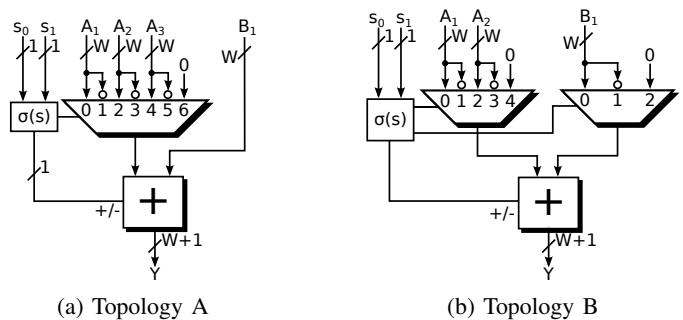 s₀ s₁ A₁ A₂ A₃ B₁
1 1 W W W W
0
0 1 2 3 4 5 6
σ(s)
1
+/- +
W+1
Y
(a) Topology A
s₀ s₁ A₁ A₂ B₁
1 1 W W W
0 0
0 1 2 3 4 0 1 2
σ(s)
+/- +
W+1
Y
(b) Topology B